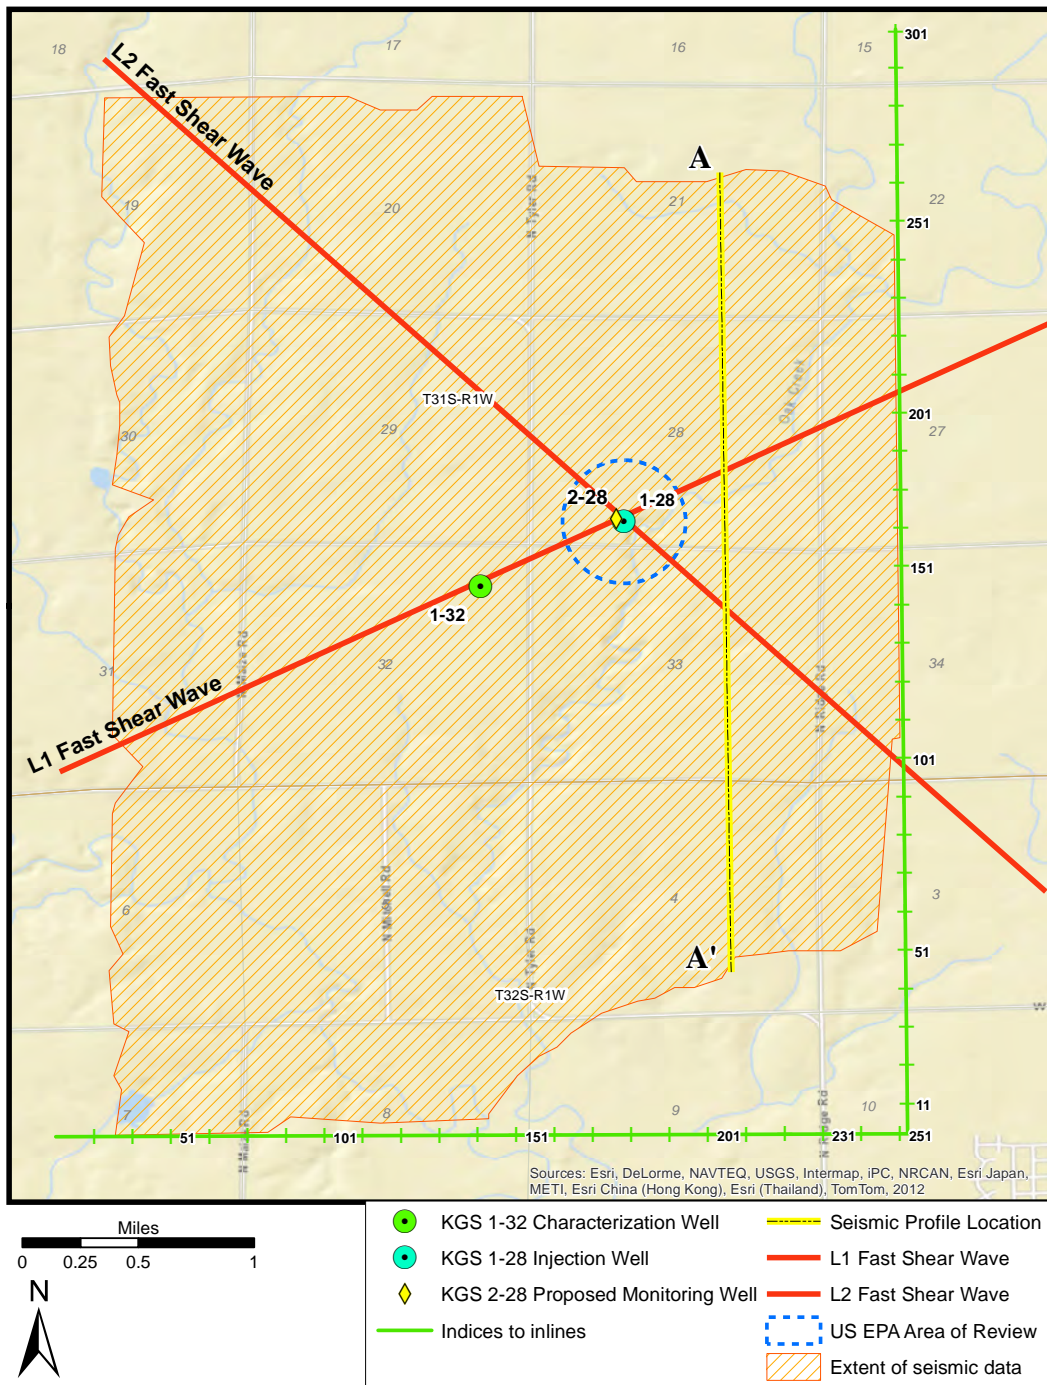 301
18
17
16
15
L2 Fast Shear Wave
A
19
20
N Tyler Rd
21
22
251
Oak Creek
T31S-R1W
201
30
29
28
27
2-28
1-28
151
1-32
N Maize Rd
31
32
33
34
N Ridge Rd
L1 Fast Shear Wave
101
6
N Mitchell Rd
4
3
N Tyler Rd
A'
51
T32S-R1W
W
7
8
9
10
11
N Maize Rd
N Ridge Rd
51
101
151
201
231
251
Sources: Esri, DeLorme, NAVTEQ, USGS, Intermap, iPC, NRCAN, Esri Japan,
METI, Esri China (Hong Kong), Esri (Thailand), TomTom, 2012
Miles
0
0.25
0.5
1
N
KGS 1-32 Characterization Well
KGS 1-28 Injection Well
KGS 2-28 Proposed Monitoring Well
Indices to inlines
Seismic Profile Location
L1 Fast Shear Wave
L2 Fast Shear Wave
US EPA Area of Review
Extent of seismic data